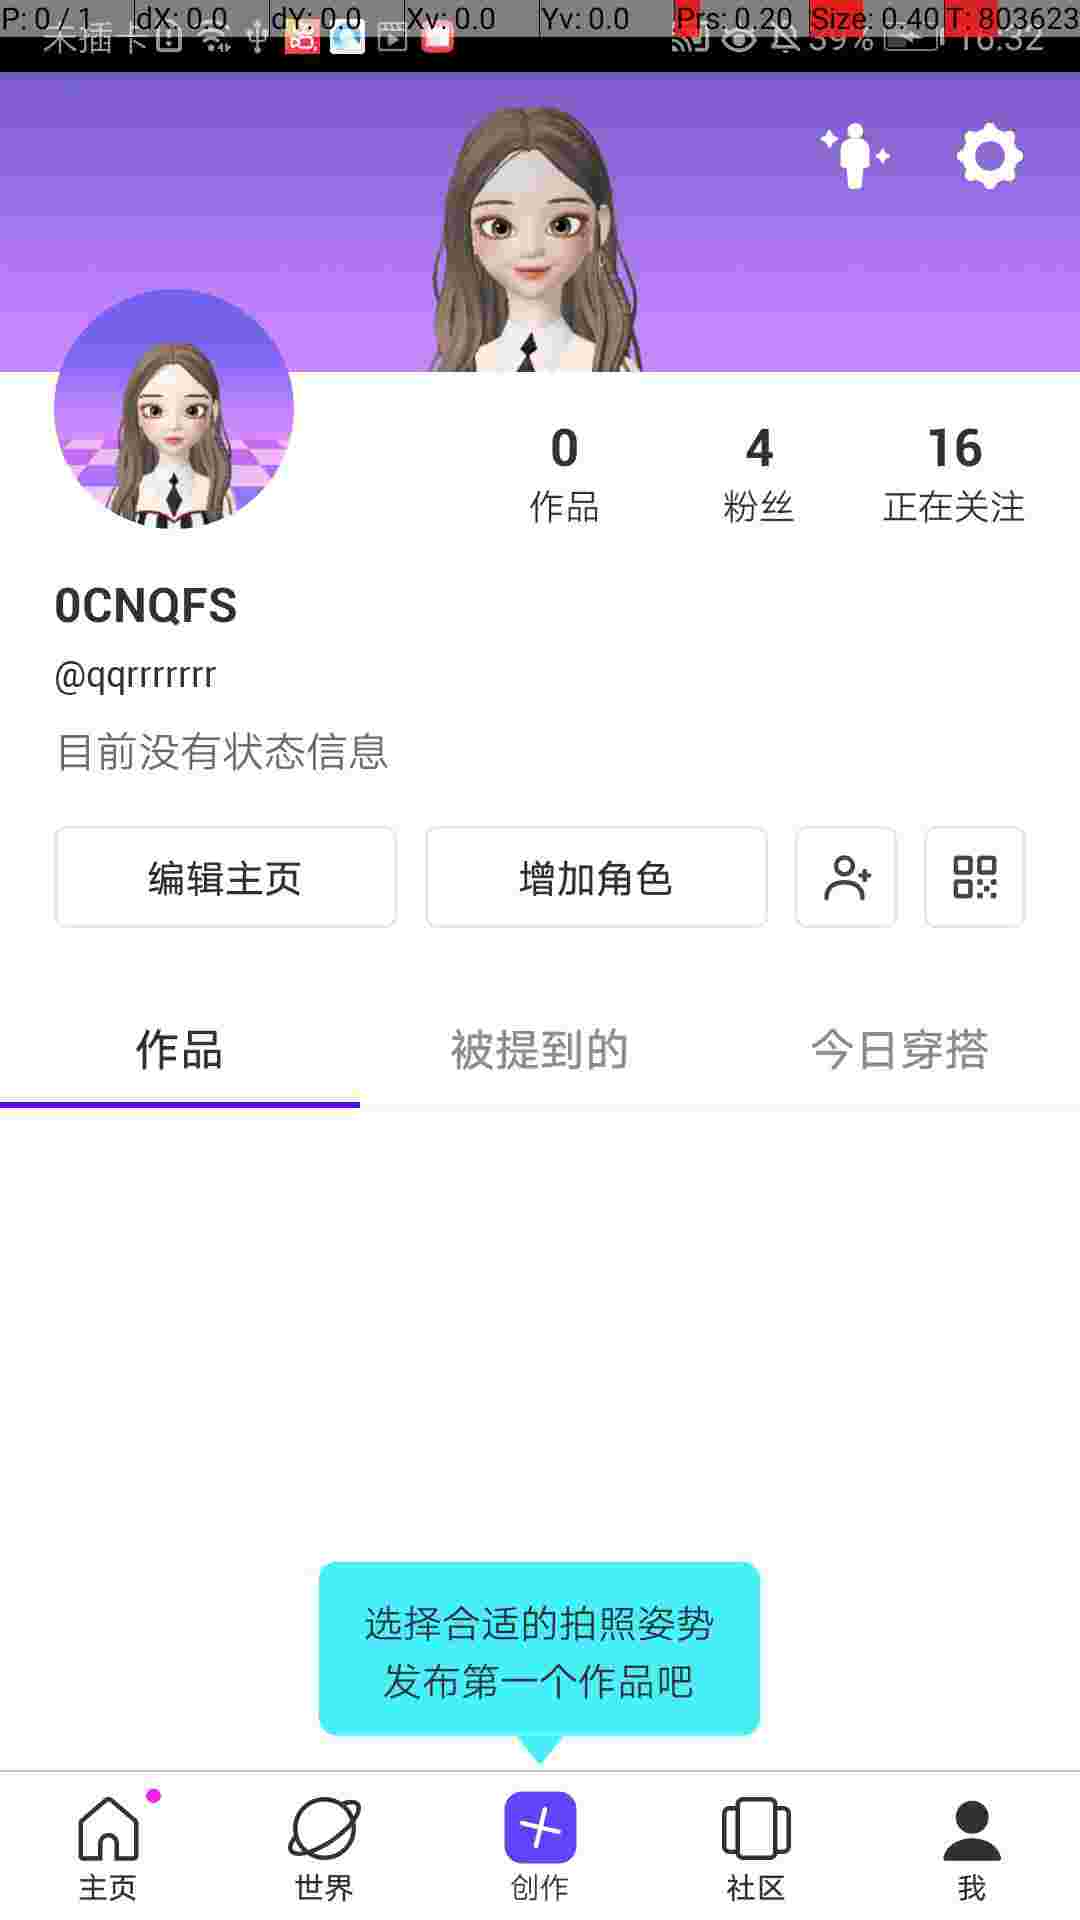 P: 0 / 1 dX: 0.0 dY: 0.0 Xv: 0.0 Yv: 0.0 Prs: 0.20 Size: 0.40 T: 803623
未插卡 39% 16:32
0 4 16
作品 粉丝 正在关注
0CNQFS
@qqrrrrrrr
目前没有状态信息
编辑主页 增加角色
作品 被提到的 今日穿搭
选择合适的拍照姿势
发布第一个作品吧
主页 世界 创作 社区 我